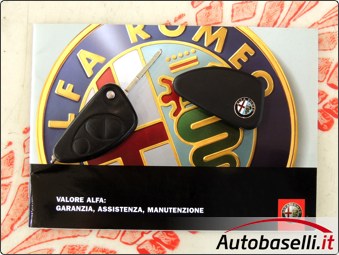 ALFA ROMEO
VALORE ALFA:
GARANZIA, ASSISTENZA, MANUTENZIONE
Autobaselli.it